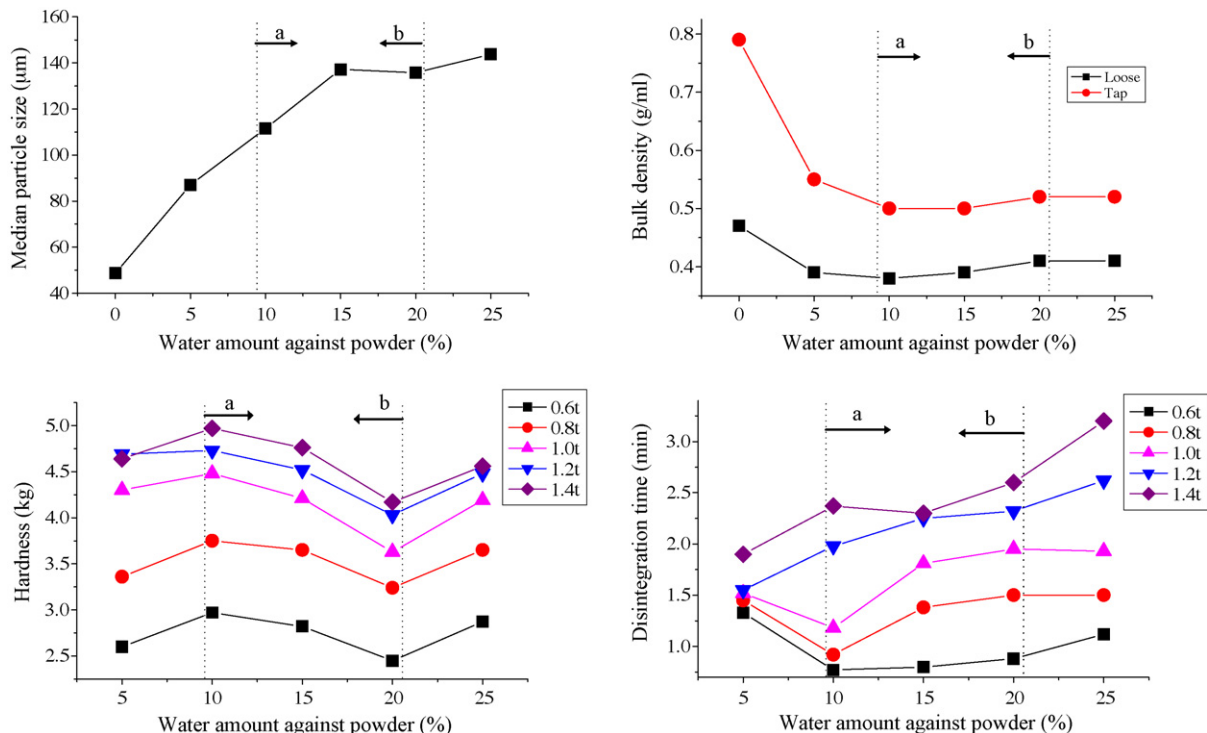 160
140
120
100
80
60
40
Median particle size (μm)
a
b
0 5 10 15 20 25
Water amount against powder (%)
0.8
0.7
0.6
0.5
0.4
Bulk density (g/ml)
a
b
Loose
Tap
0 5 10 15 20 25
Water amount against powder (%)
5.0
4.5
4.0
3.5
3.0
2.5
Hardness (kg)
a
b
0.6t
0.8t
1.0t
1.2t
1.4t
5 10 15 20 25
Water amount against powder (%)
3.0
2.5
2.0
1.5
1.0
Disintegration time (min)
a
b
0.6t
0.8t
1.0t
1.2t
1.4t
5 10 15 20 25
Water amount against powder (%)